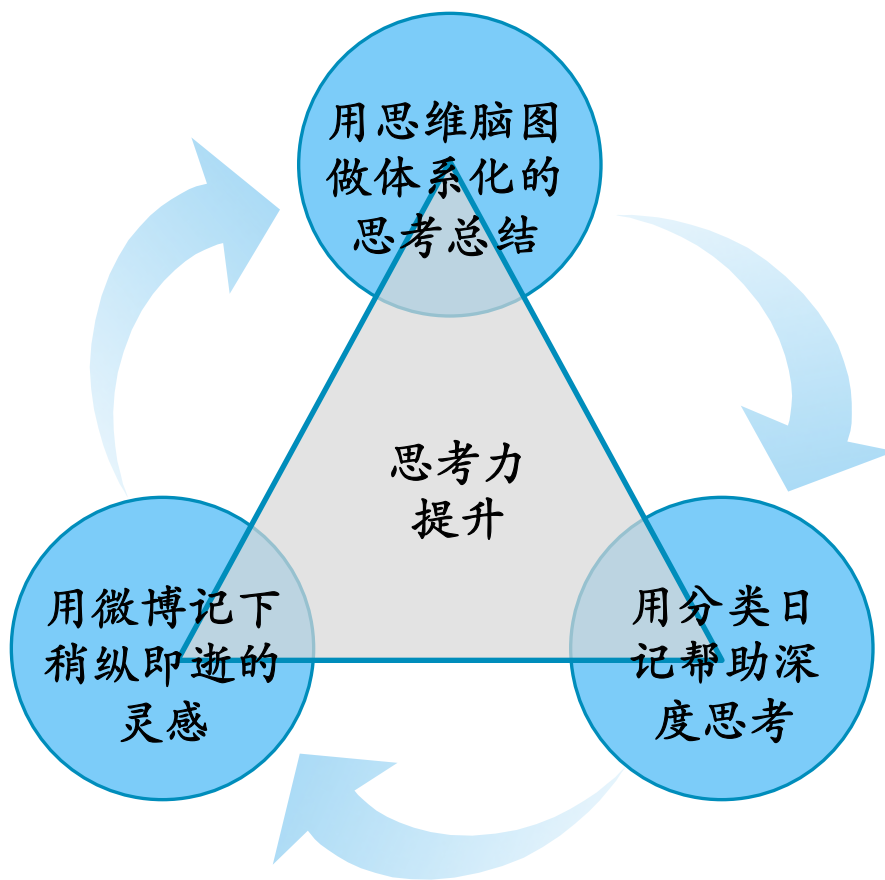 用思维脑图
做体系化的
思考总结
思考力
提升
用微博记下
稍纵即逝的
灵感
用分类日
记帮助深
度思考